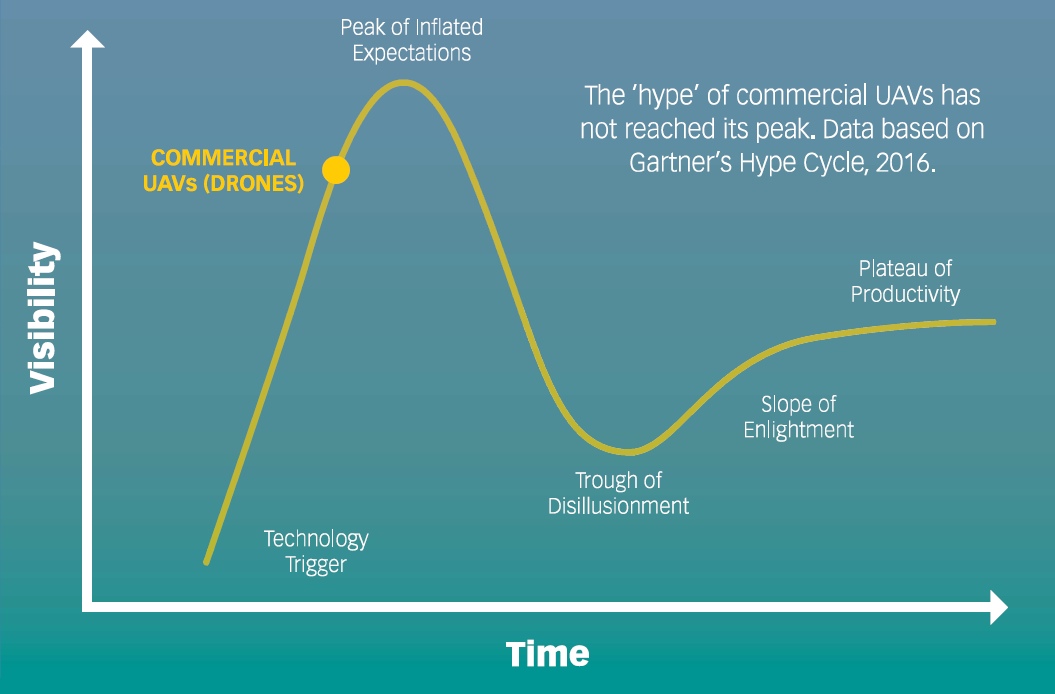 Peak of Inflated
Expectations
The 'hype' of commercial UAVs has
not reached its peak. Data based on
Gartner's Hype Cycle, 2016.
COMMERCIAL
UAVs (DRONES)
Visibility
Plateau of
Productivity
Slope of
Enlightment
Trough of
Disillusionment
Technology
Trigger
Time